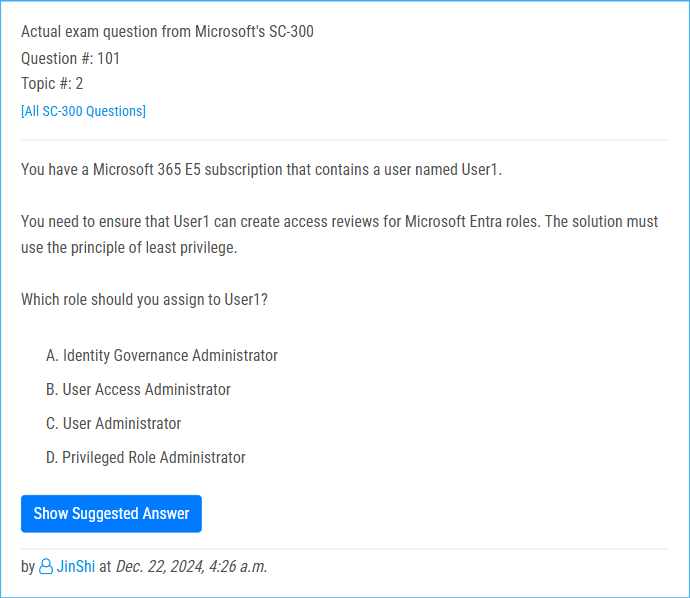 Actual exam question from Microsoft's SC-300
Question #: 101
Topic #: 2
[All SC-300 Questions]
You have a Microsoft 365 E5 subscription that contains a user named User1.
You need to ensure that User1 can create access reviews for Microsoft Entra roles. The solution must
use the principle of least privilege.
Which role should you assign to User1?
A. Identity Governance Administrator
B. User Access Administrator
C. User Administrator
D. Privileged Role Administrator
Show Suggested Answer
by JinShi at Dec. 22, 2024, 4:26 a.m.